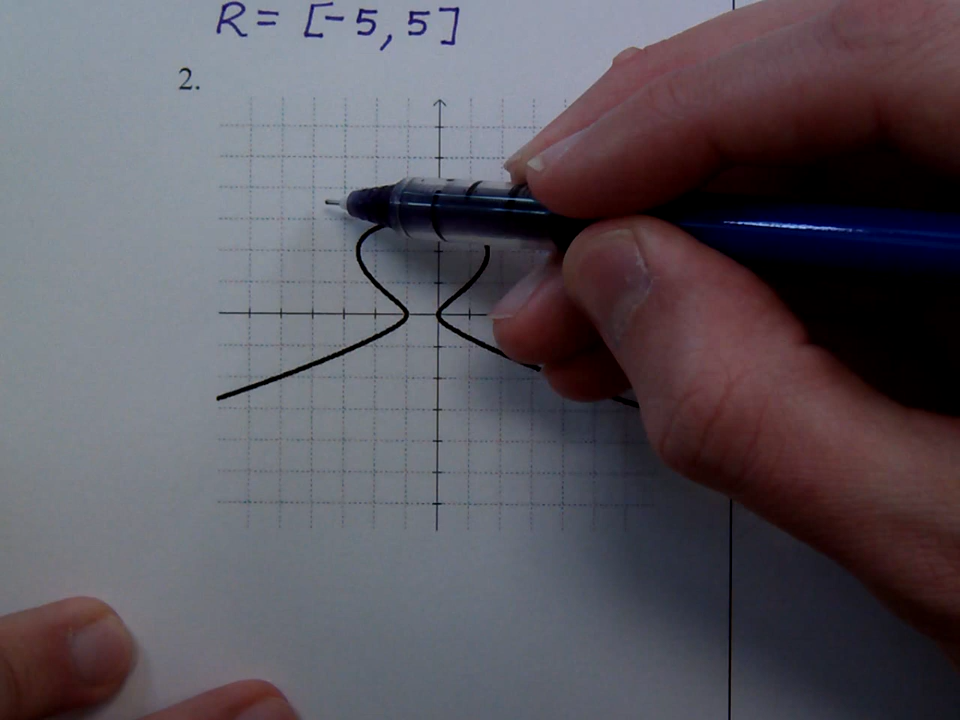 R = [-5, 5]
2.